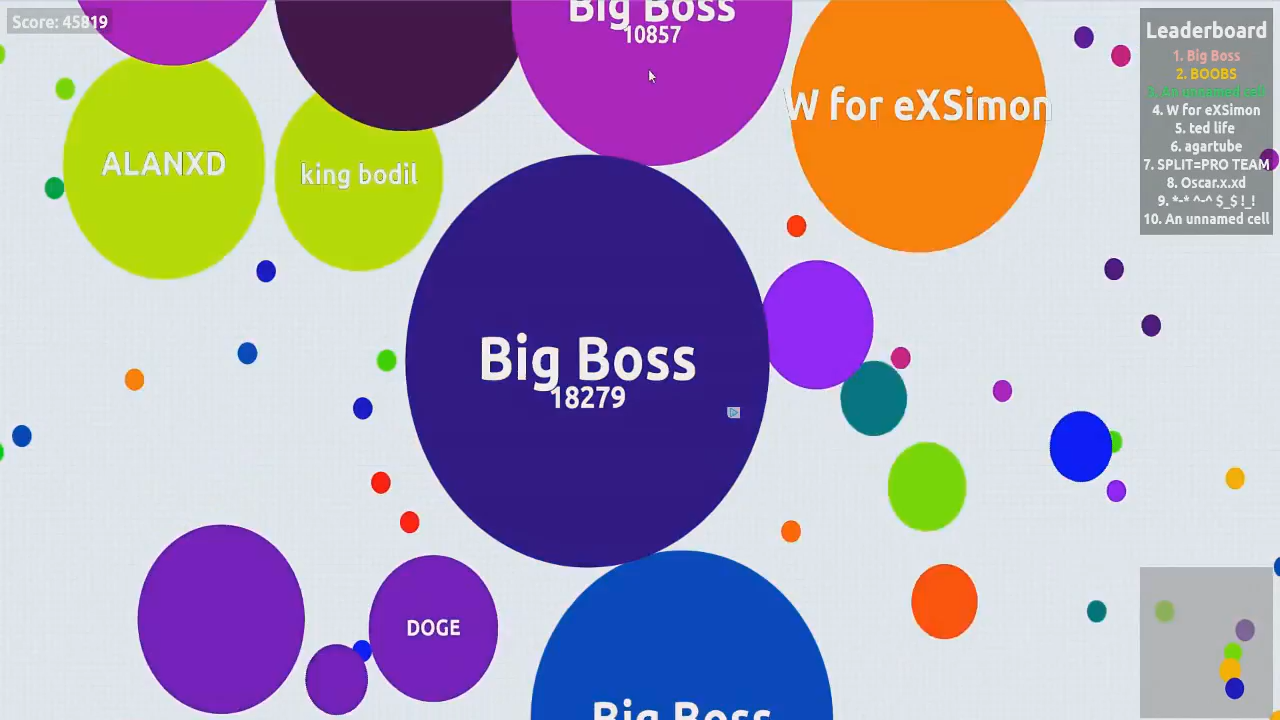 Score: 45819
Big Boss
10857
W for eXSimon
ALANXD
king bodil
Big Boss
18279
DOGE
Big Boss
Leaderboard
1. Big Boss
2. BOOBS
3. An unnamed cell
4. W for eXSimon
5. ted life
6. agartube
7. SPLIT=PRO TEAM
8. Oscar.x.xd
9. *-* ^-^ $_$ !_!
10. An unnamed cell